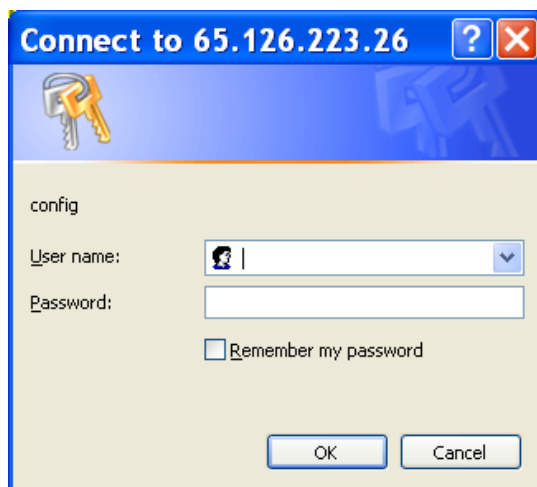 Connect to 65.126.223.26
config
User name:
Password:
Remember my password
OK Cancel